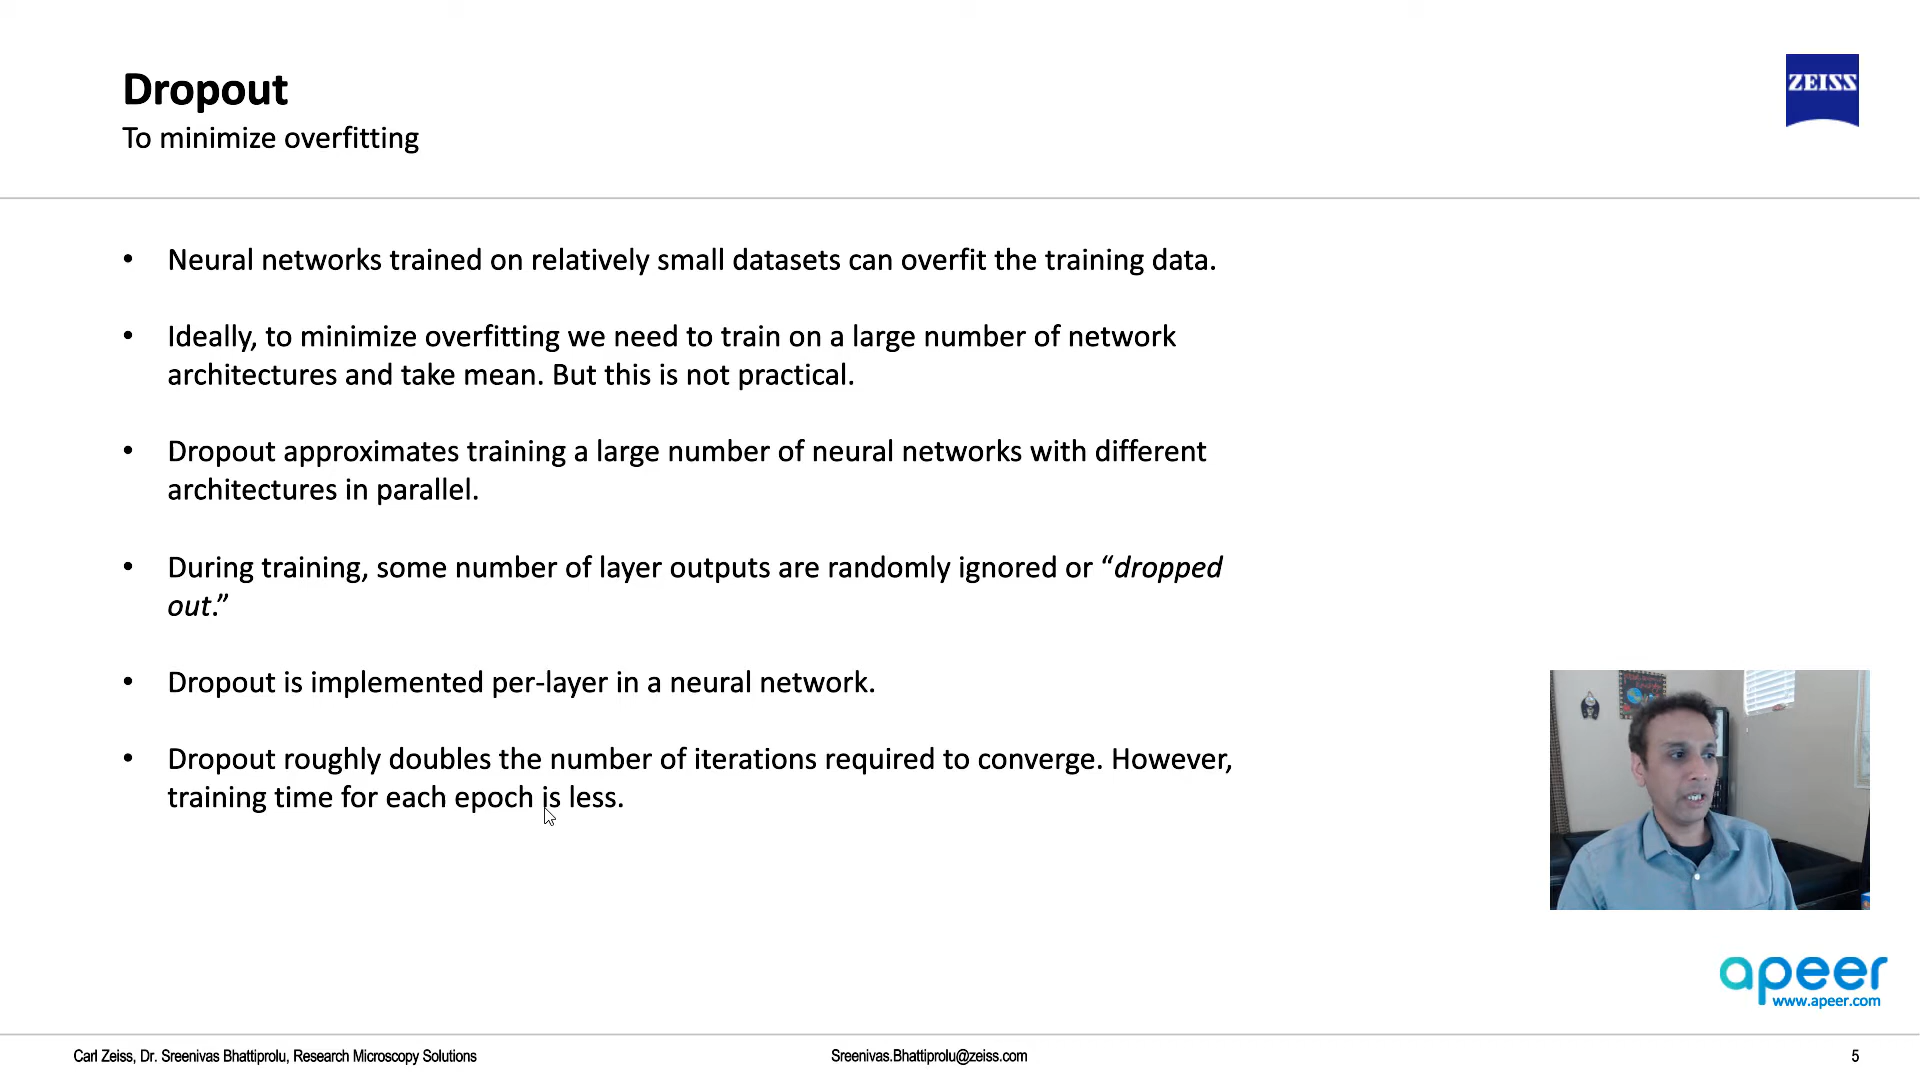 Dropout
To minimize overfitting
ZEISS
• Neural networks trained on relatively small datasets can overfit the training data.
• Ideally, to minimize overfitting we need to train on a large number of network
architectures and take mean. But this is not practical.
• Dropout approximates training a large number of neural networks with different
architectures in parallel.
• During training, some number of layer outputs are randomly ignored or “dropped
out.”
• Dropout is implemented per-layer in a neural network.
• Dropout roughly doubles the number of iterations required to converge. However,
training time for each epoch is less.
apeer
www.apeer.com
Carl Zeiss, Dr. Sreenivas Bhattiprolu, Research Microscopy Solutions
Sreenivas.Bhattiprolu@zeiss.com
5